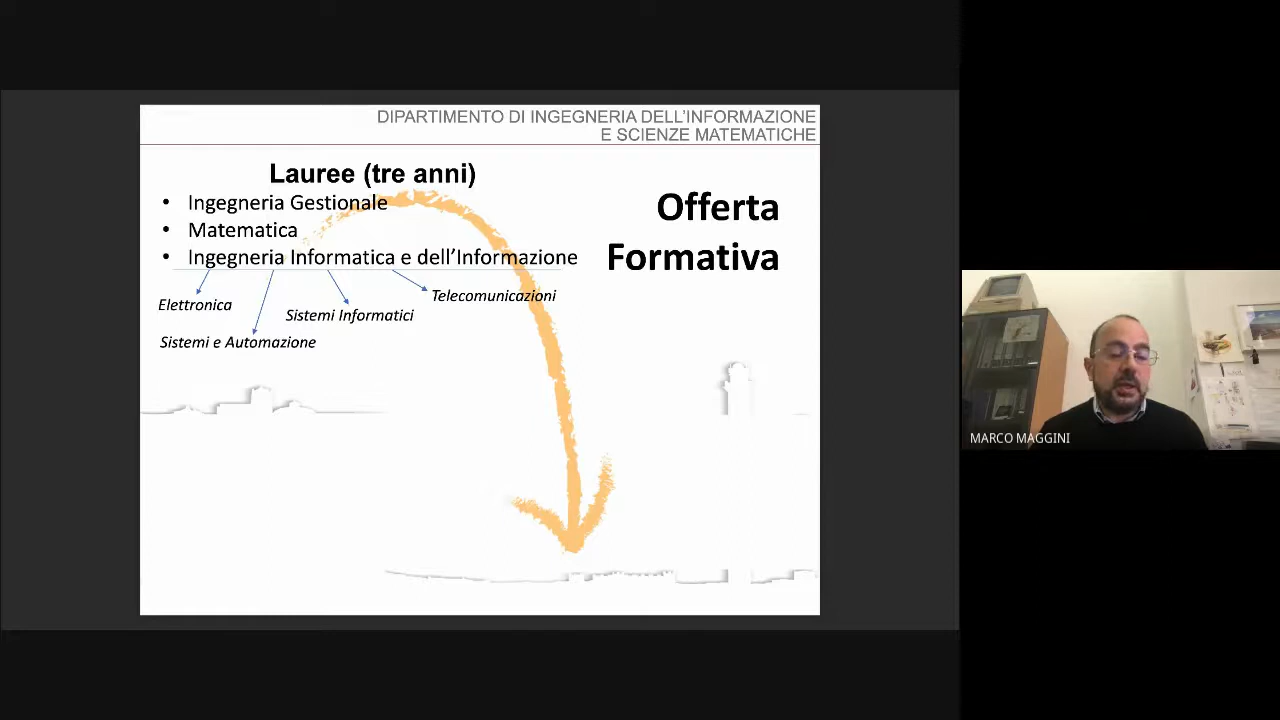 DIPARTIMENTO DI INGEGNERIA DELL'INFORMAZIONE
E SCIENZE MATEMATICHE
Lauree (tre anni)
• Ingegneria Gestionale
• Matematica
• Ingegneria Informatica e dell'Informazione
Offerta
Formativa
Elettronica
Sistemi Informatici
Telecomunicazioni
Sistemi e Automazione
MARCO MAGGINI